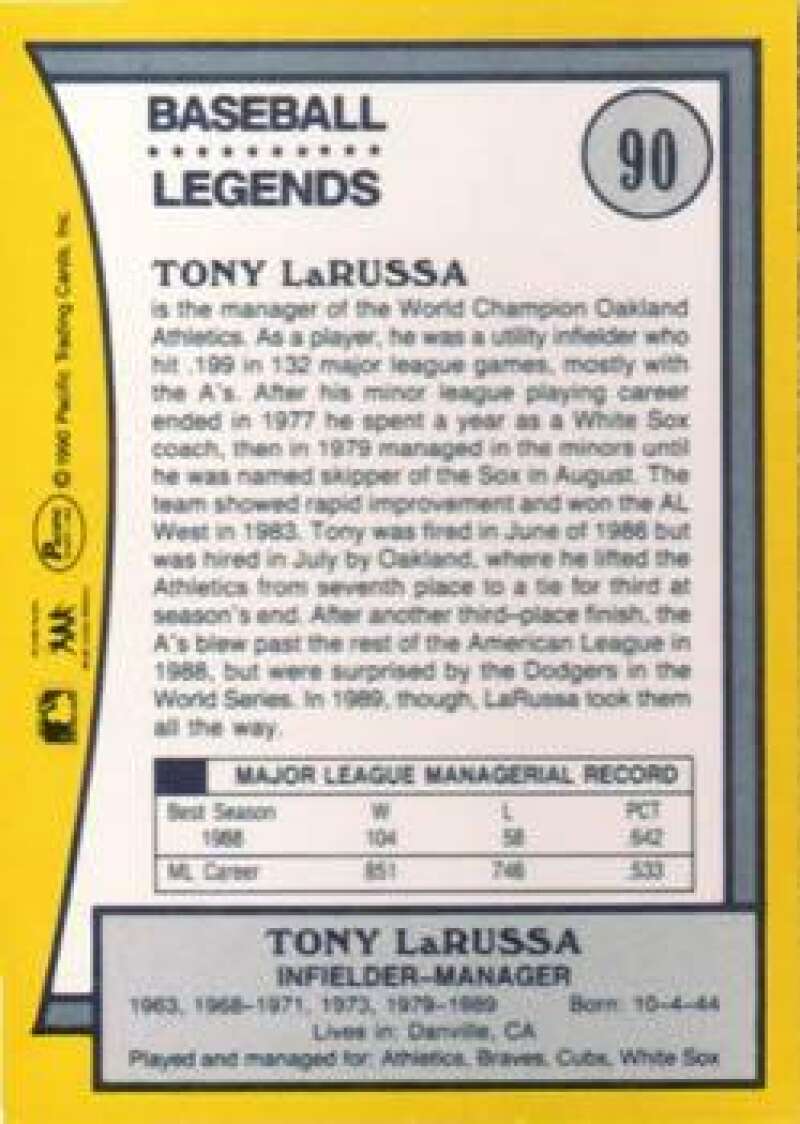 BASEBALL
LEGENDS
90
TONY LaRUSSA
is the manager of the World Champion Oakland
Athletics. As a player, he was a utility infielder who
hit .199 in 132 major league games, mostly with
the A's. After his minor league playing career
ended in 1977 he spent a year as a White Sox
coach, then in 1979 managed in the minors until
he was named skipper of the Sox in August. The
team showed rapid improvement and won the AL
West in 1983. Tony was fired in June of 1986 but
was hired in July by Oakland, where he lifted the
Athletics from seventh place to a tie for third at
season's end. After another third-place finish, the
A's blew past the rest of the American League in
1988, but were surprised by the Dodgers in the
World Series. In 1989, though, LaRussa took them
all the way.
MAJOR LEAGUE MANAGERIAL RECORD
Best Season W L PCT
1988 104 58 .642
ML Career 851 746 .533
TONY LaRUSSA
INFIELDER-MANAGER
1963, 1968-1971, 1973, 1979-1989 Born: 10-4-44
Lives in: Danville, CA
Played and managed for: Athletics, Braves, Cubs, White Sox
©1990 Pacific Trading Cards, Inc.
PACIFIC